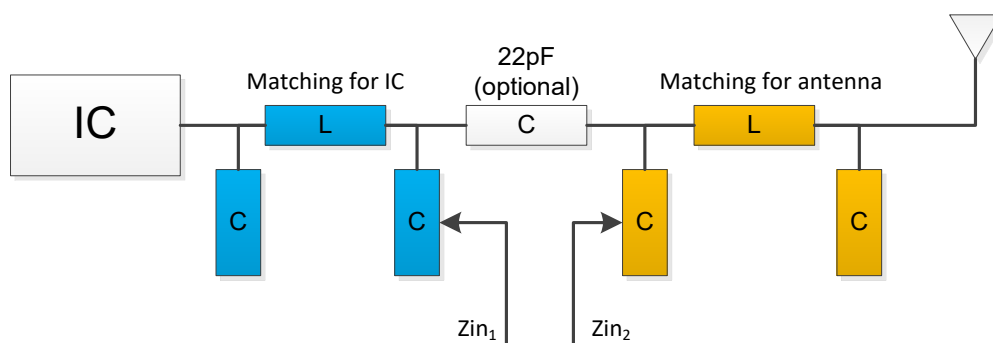 22pF
(optional)
Matching for IC
Matching for antenna
IC
L
C
L
C
C
C
C
Zin₁
Zin₂